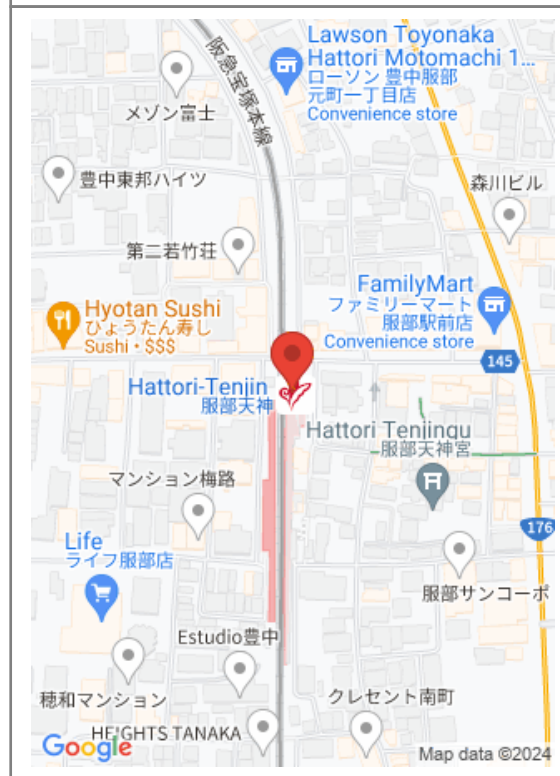 Lawson Toyonaka
Hattori Motomachi 1...
ローソン 豊中服部
元町一丁目店
Convenience store
阪急宝塚本線
メゾン富士
豊中東邦ハイツ
森川ビル
第二若竹荘
FamilyMart
ファミリーマート
服部駅前店
Convenience store
Hyotan Sushi
ひょうたん寿し
Sushi・$$$
145
Hattori-Tenjin
服部天神
Hattori Tenjingu
服部天神宮
マンション梅路
176
Life
ライフ服部店
服部サンコーポ
Estudio豊中
穂和マンション
クレセント南町
HEIGHTS TANAKA
Google
Map data ©2024